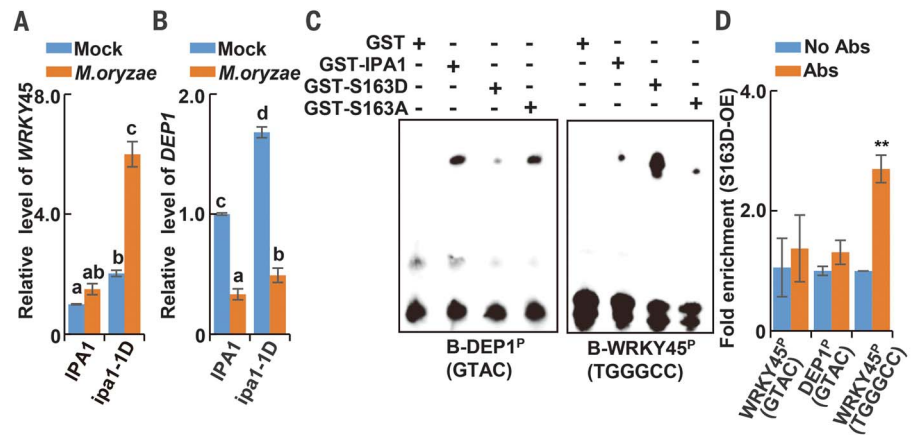 A
Mock
M.oryzae
Relative level of WRKY45
8.0
4.0
0
a
ab
b
c
IPA1
ipa1-1D
B
Mock
M.oryzae
Relative level of DEP1
2.0
1.0
0
c
a
d
b
IPA1
ipa1-1D
C
GST + - - - + - - -
GST-IPA1 - + - - - + - -
GST-S163D - - + - - - + -
GST-S163A - - - + - - - +
B-DEP1ᴾ
(GTAC)
B-WRKY45ᴾ
(TGGGCC)
D
No Abs
Abs
Fold enrichment (S163D-OE)
4.0
2.0
0
**
WRKY45ᴾ
(GTAC)
DEP1ᴾ
(GTAC)
WRKY45ᴾ
(TGGGCC)